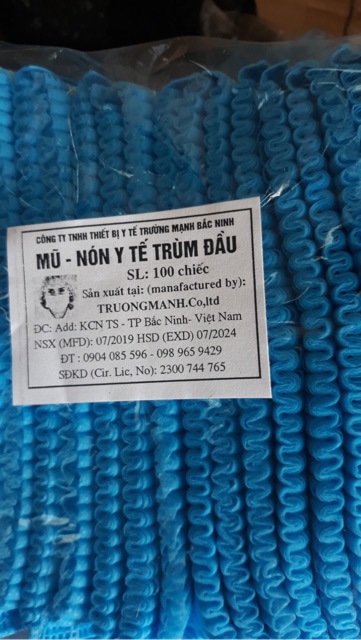 CÔNG TY TNHH THIẾT BỊ Y TẾ TRƯỜNG MẠNH BẮC NINH
MŨ - NÓN Y TẾ TRÙM ĐẦU
SL: 100 chiếc
Sản xuất tại: (manafactured by):
TRUONGMANH.Co,ltd
ĐC: Add: KCN TS - TP Bắc Ninh- Việt Nam
NSX (MFD): 07/2019 HSD (EXD) 07/2024
ĐT : 0904 085 596 - 098 965 9429
SĐKD (Cir. Lic, No): 2300 744 765